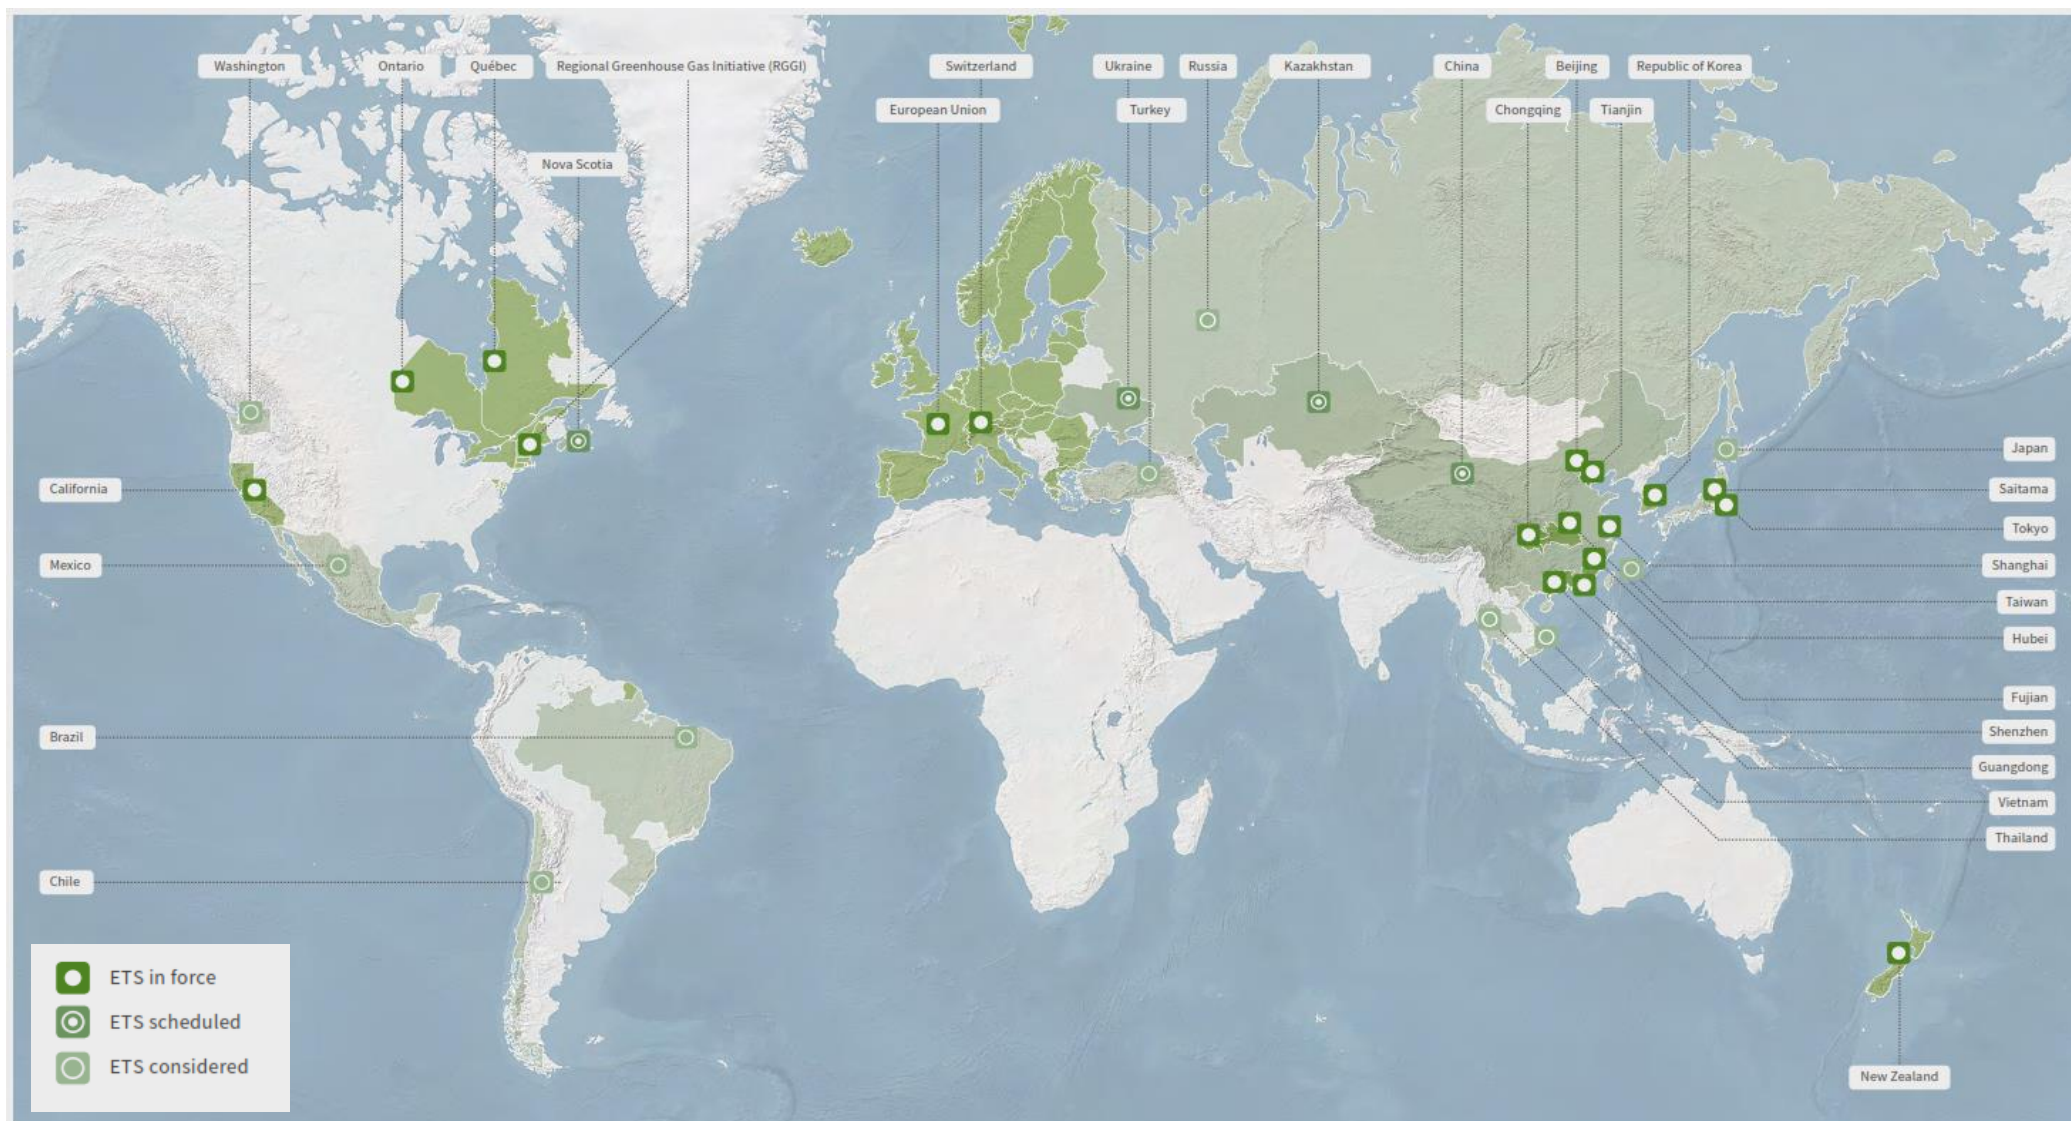 Washington
Ontario
Québec
Regional Greenhouse Gas Initiative (RGGI)
Switzerland
Ukraine
Russia
Kazakhstan
China
Beijing
Republic of Korea
European Union
Turkey
Chongqing
Tianjin
Nova Scotia
Japan
California
Saitama
Tokyo
Mexico
Shanghai
Taiwan
Hubei
Fujian
Brazil
Shenzhen
Guangdong
Vietnam
Thailand
Chile
ETS in force
ETS scheduled
ETS considered
New Zealand